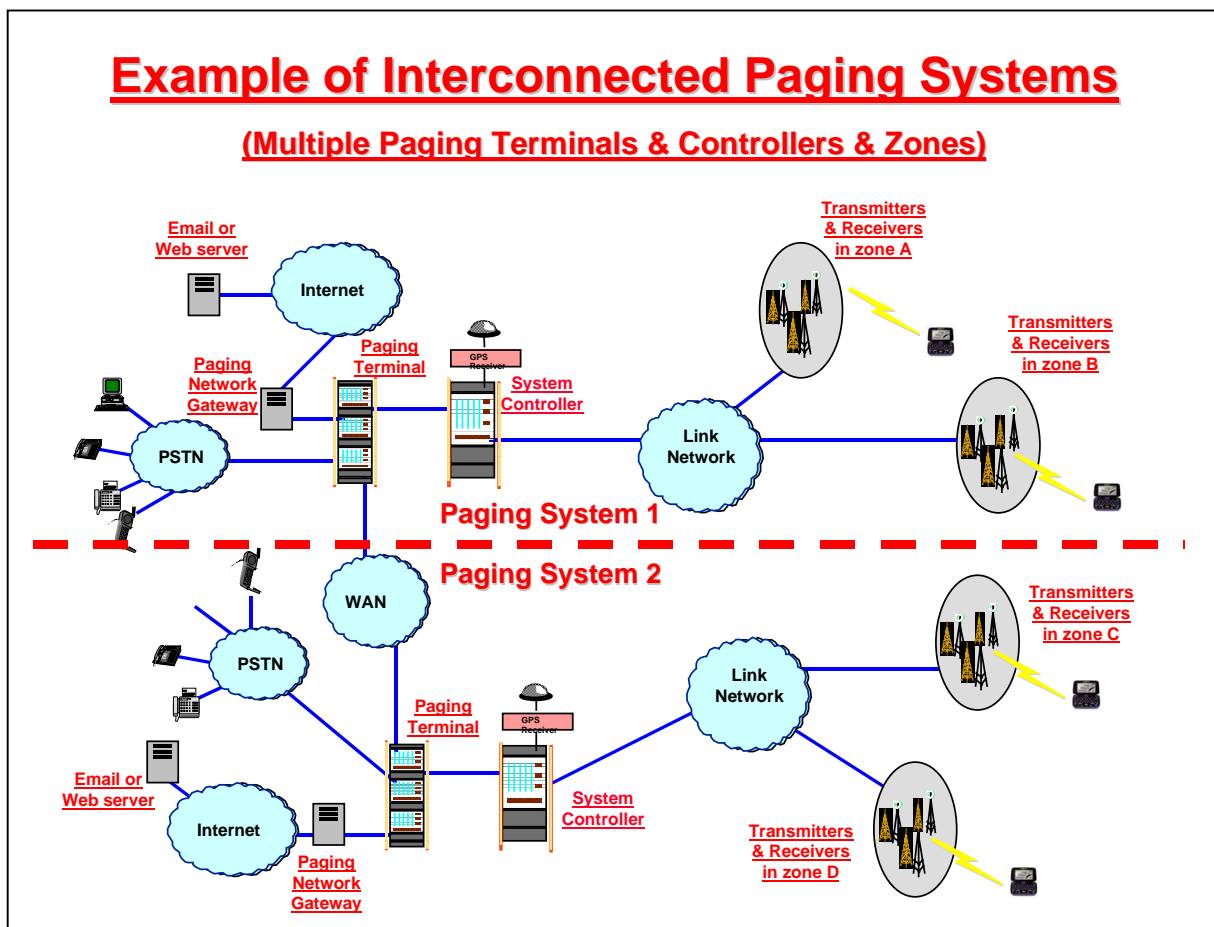 Example of Interconnected Paging Systems
(Multiple Paging Terminals & Controllers & Zones)
Email or
Web server
Internet
Transmitters
& Receivers
in zone A
Paging
Network
Gateway
Paging
Terminal
GPS
Receiver
System
Controller
Transmitters
& Receivers
in zone B
PSTN
Link
Network
Paging System 1
Paging System 2
WAN
PSTN
Link
Network
Transmitters
& Receivers
in zone C
Paging
Terminal
GPS
Receiver
Email or
Web server
Internet
Paging
Network
Gateway
System
Controller
Transmitters
& Receivers
in zone D